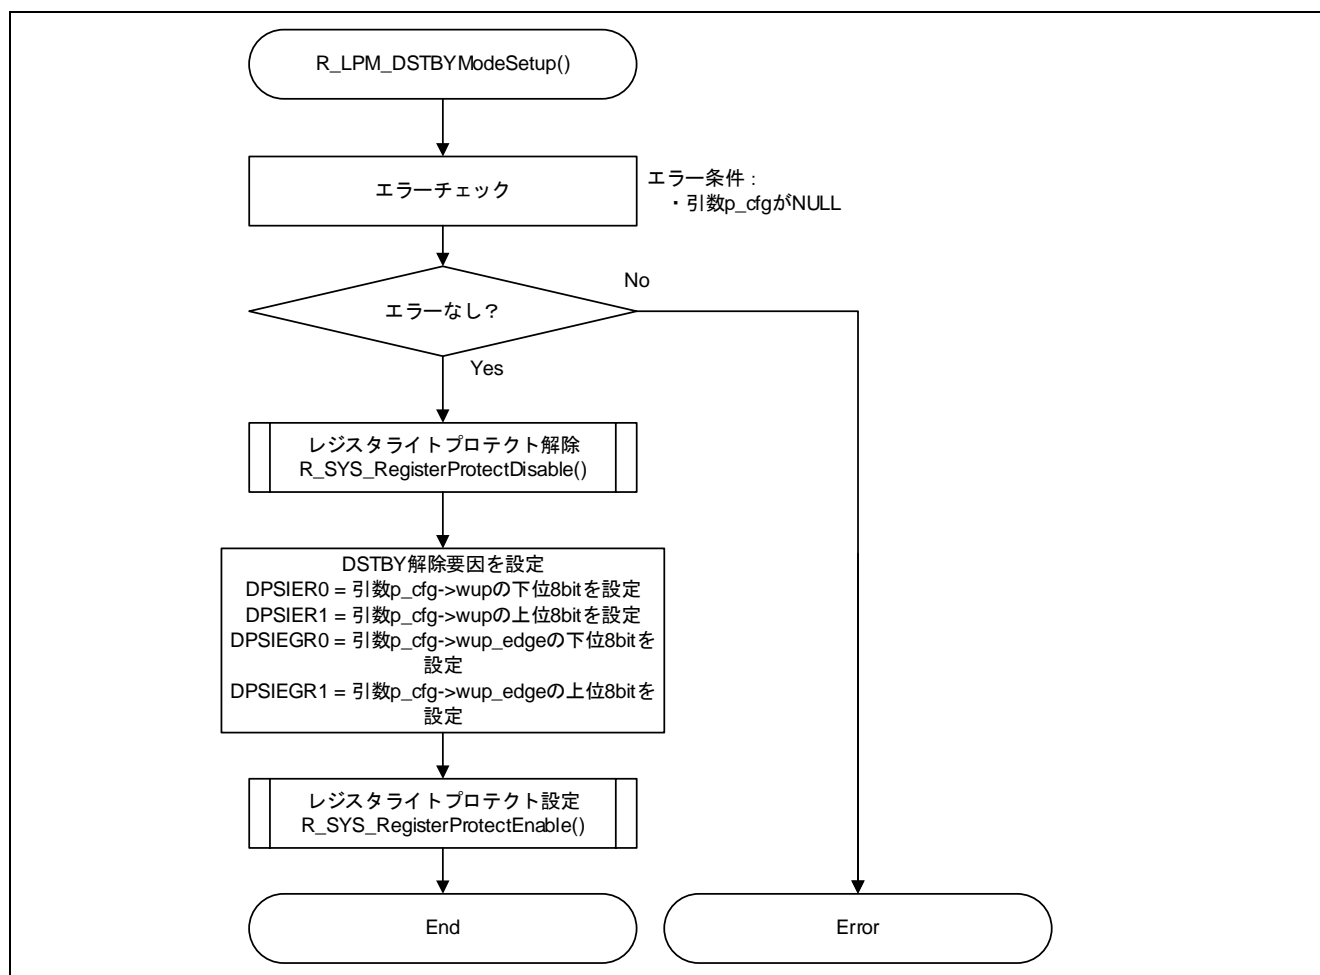 R_LPM_DSTBYModeSetup()
エラーチェック
エラー条件：
・引数p_cfgがNULL
エラーなし？
No
Yes
レジスタライトプロテクト解除
R_SYS_RegisterProtectDisable()
DSTBY解除要因を設定
DPSIER0 = 引数p_cfg->wupの下位8bitを設定
DPSIER1 = 引数p_cfg->wupの上位8bitを設定
DPSIEGR0 = 引数p_cfg->wup_edgeの下位8bitを
設定
DPSIEGR1 = 引数p_cfg->wup_edgeの上位8bitを
設定
レジスタライトプロテクト設定
R_SYS_RegisterProtectEnable()
End
Error